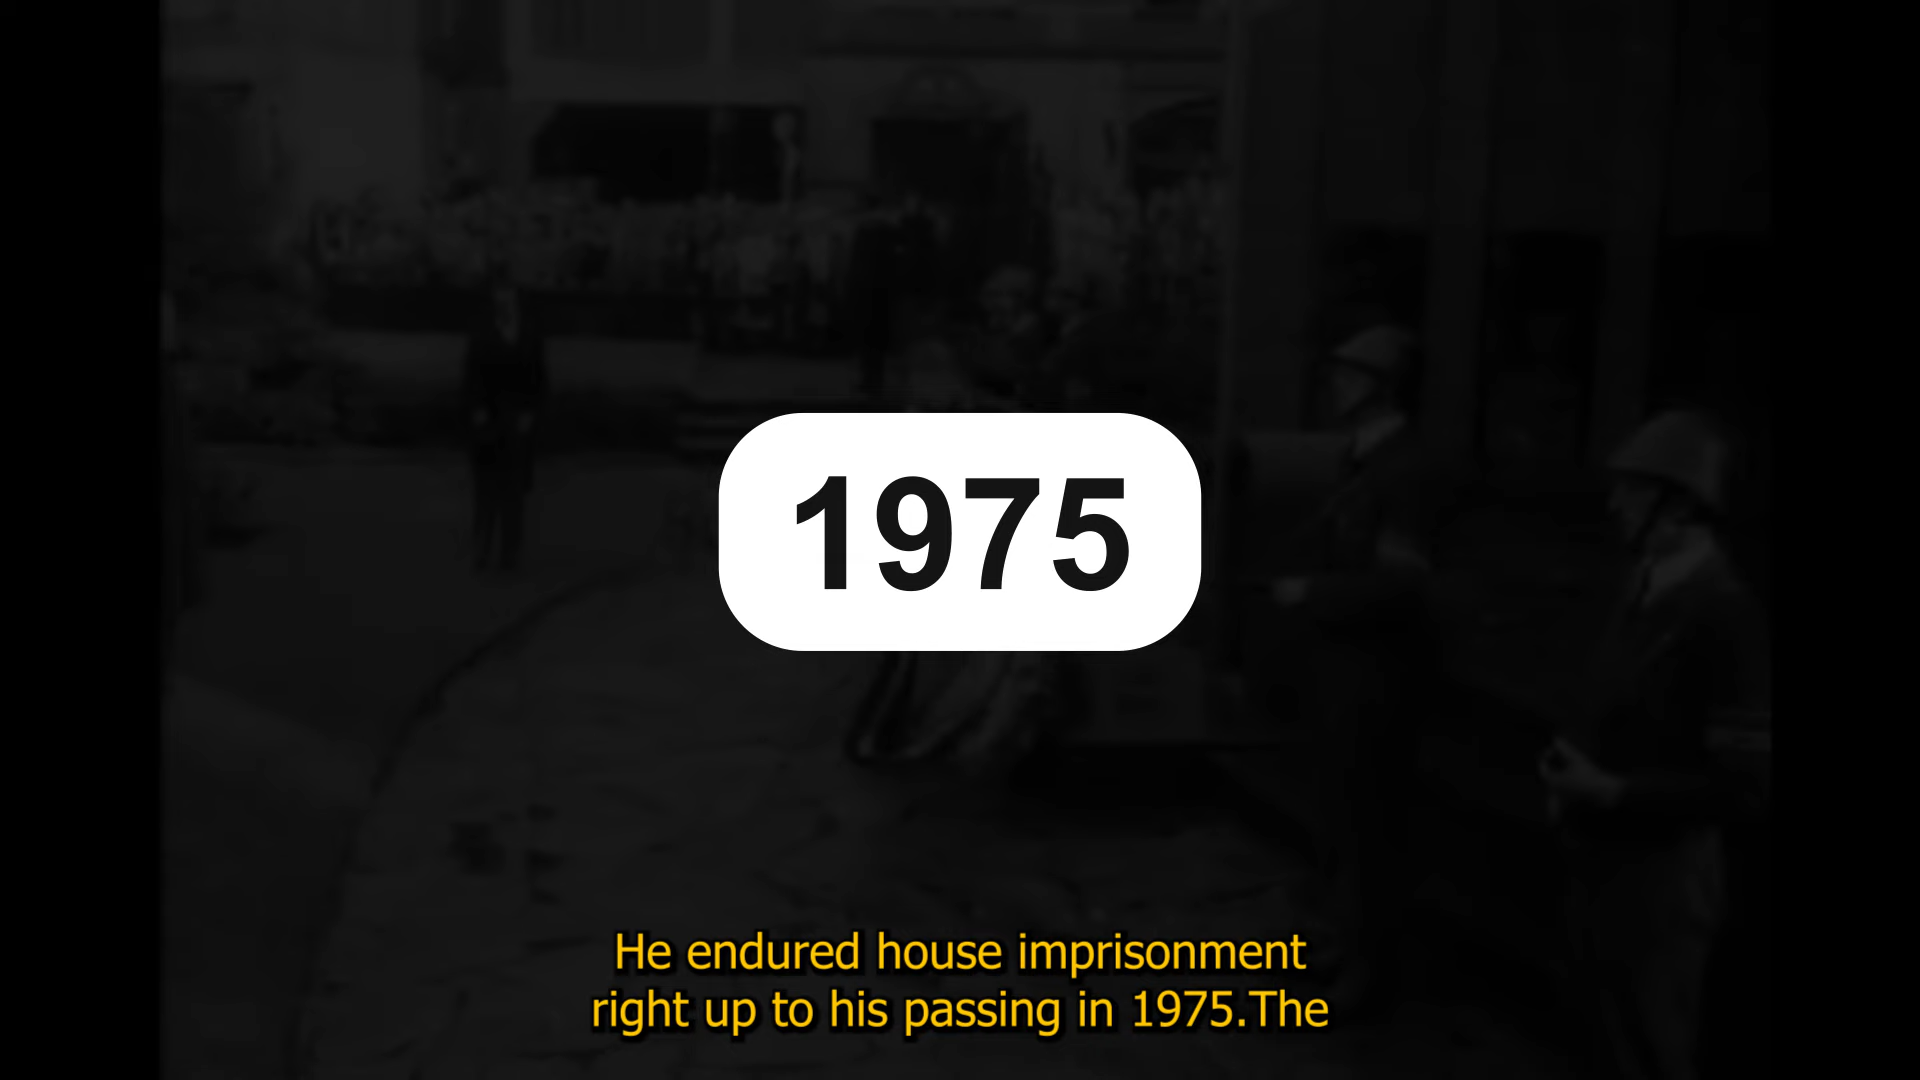 1975
He endured house imprisonment
right up to his passing in 1975.The